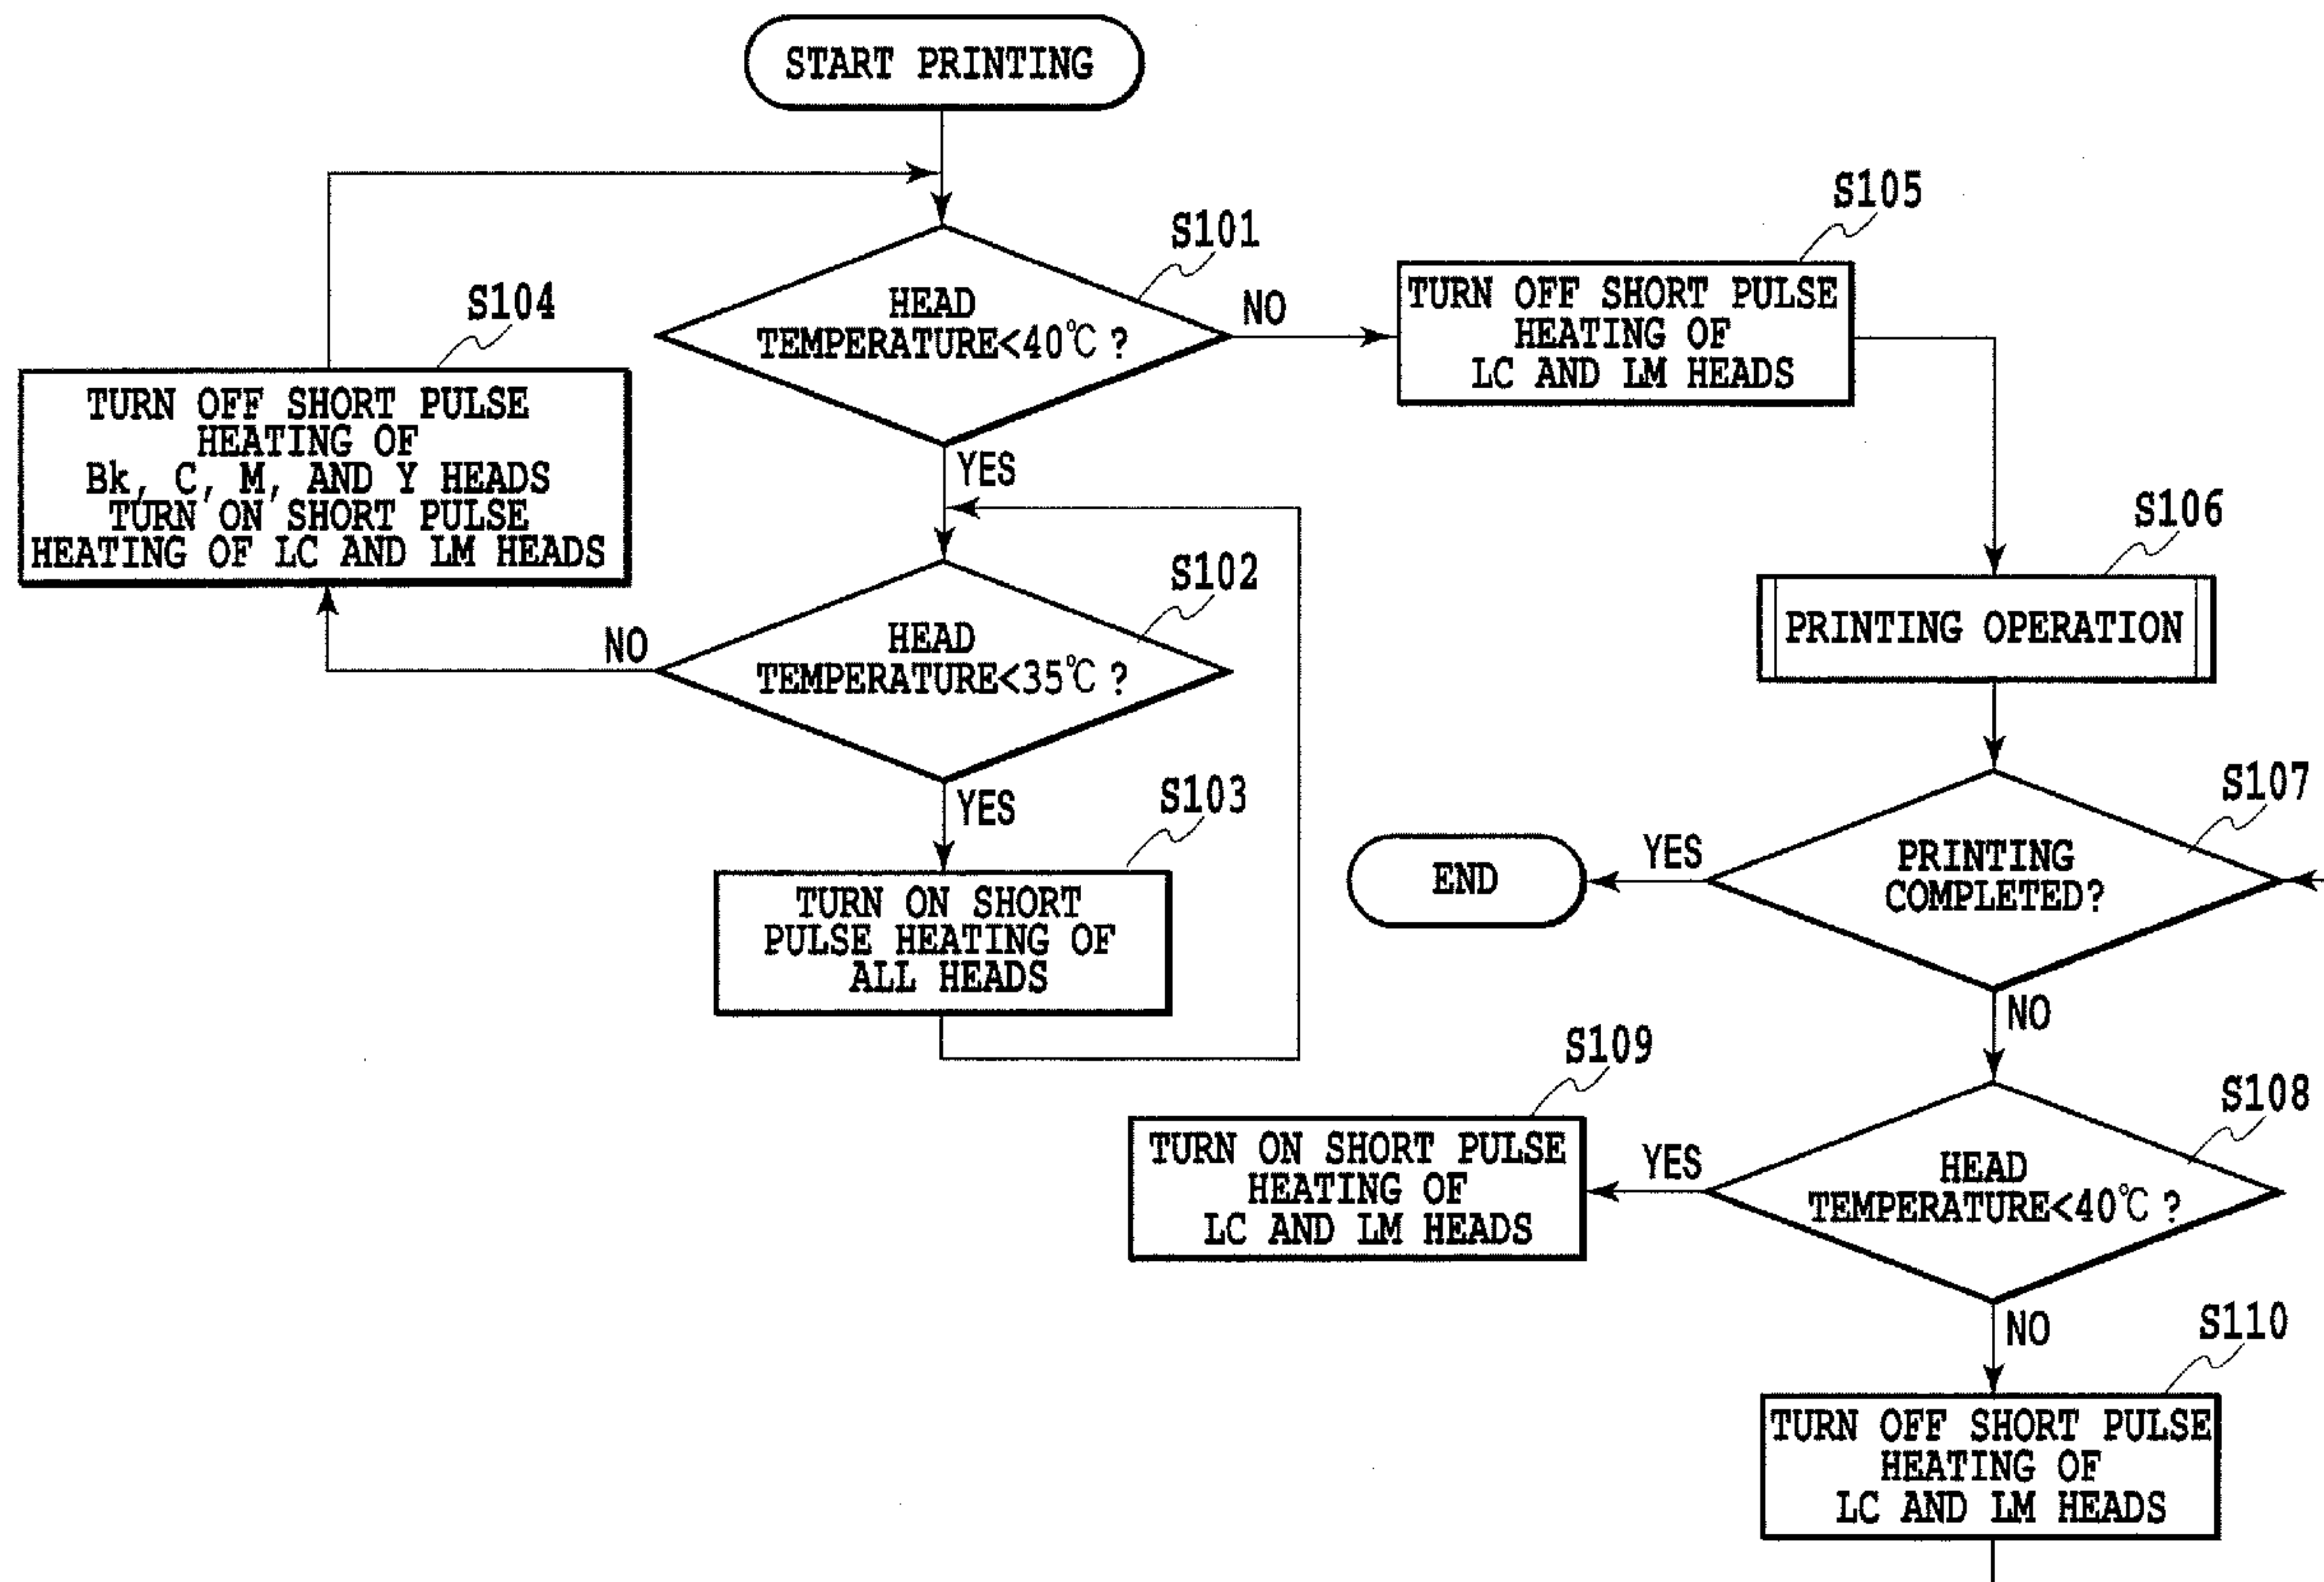 START PRINTING
S101
HEAD
TEMPERATURE<40℃ ?
NO
YES
S105
TURN OFF SHORT PULSE
HEATING OF
LC AND LM HEADS
S104
TURN OFF SHORT PULSE
HEATING OF
Bk, C, M, AND Y HEADS
TURN ON SHORT PULSE
HEATING OF LC AND LM HEADS
S102
HEAD
TEMPERATURE<35℃ ?
NO
YES
S106
PRINTING OPERATION
S103
TURN ON SHORT
PULSE HEATING OF
ALL HEADS
S107
PRINTING
COMPLETED?
YES
END
NO
S108
HEAD
TEMPERATURE<40℃ ?
YES
NO
S109
TURN ON SHORT PULSE
HEATING OF
LC AND LM HEADS
S110
TURN OFF SHORT PULSE
HEATING OF
LC AND LM HEADS